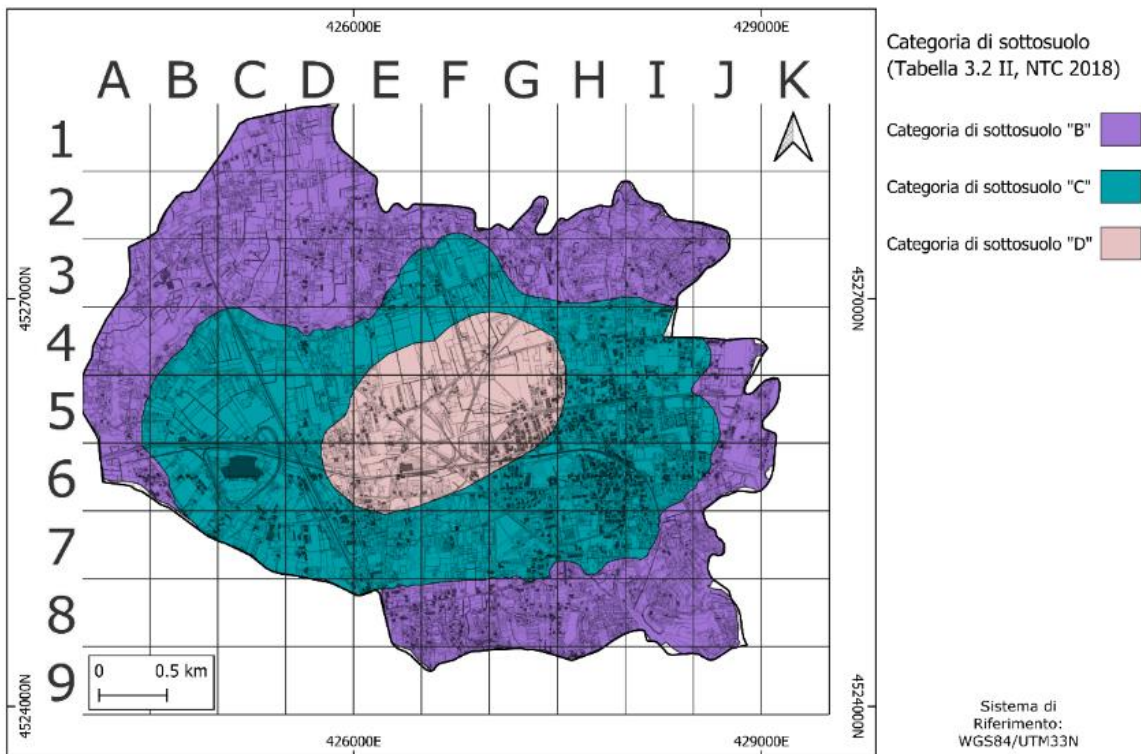 426000E
429000E
Categoria di sottosuolo
(Tabella 3.2 II, NTC 2018)
A B C D E F G H I J K
Categoria di sottosuolo "B"
Categoria di sottosuolo "C"
Categoria di sottosuolo "D"
1
2
3
4
5
6
7
8
9
4527000N
4527000N
0 0.5 km
4524000N
4524000N
426000E
429000E
Sistema di
Riferimento:
WGS84/UTM33N